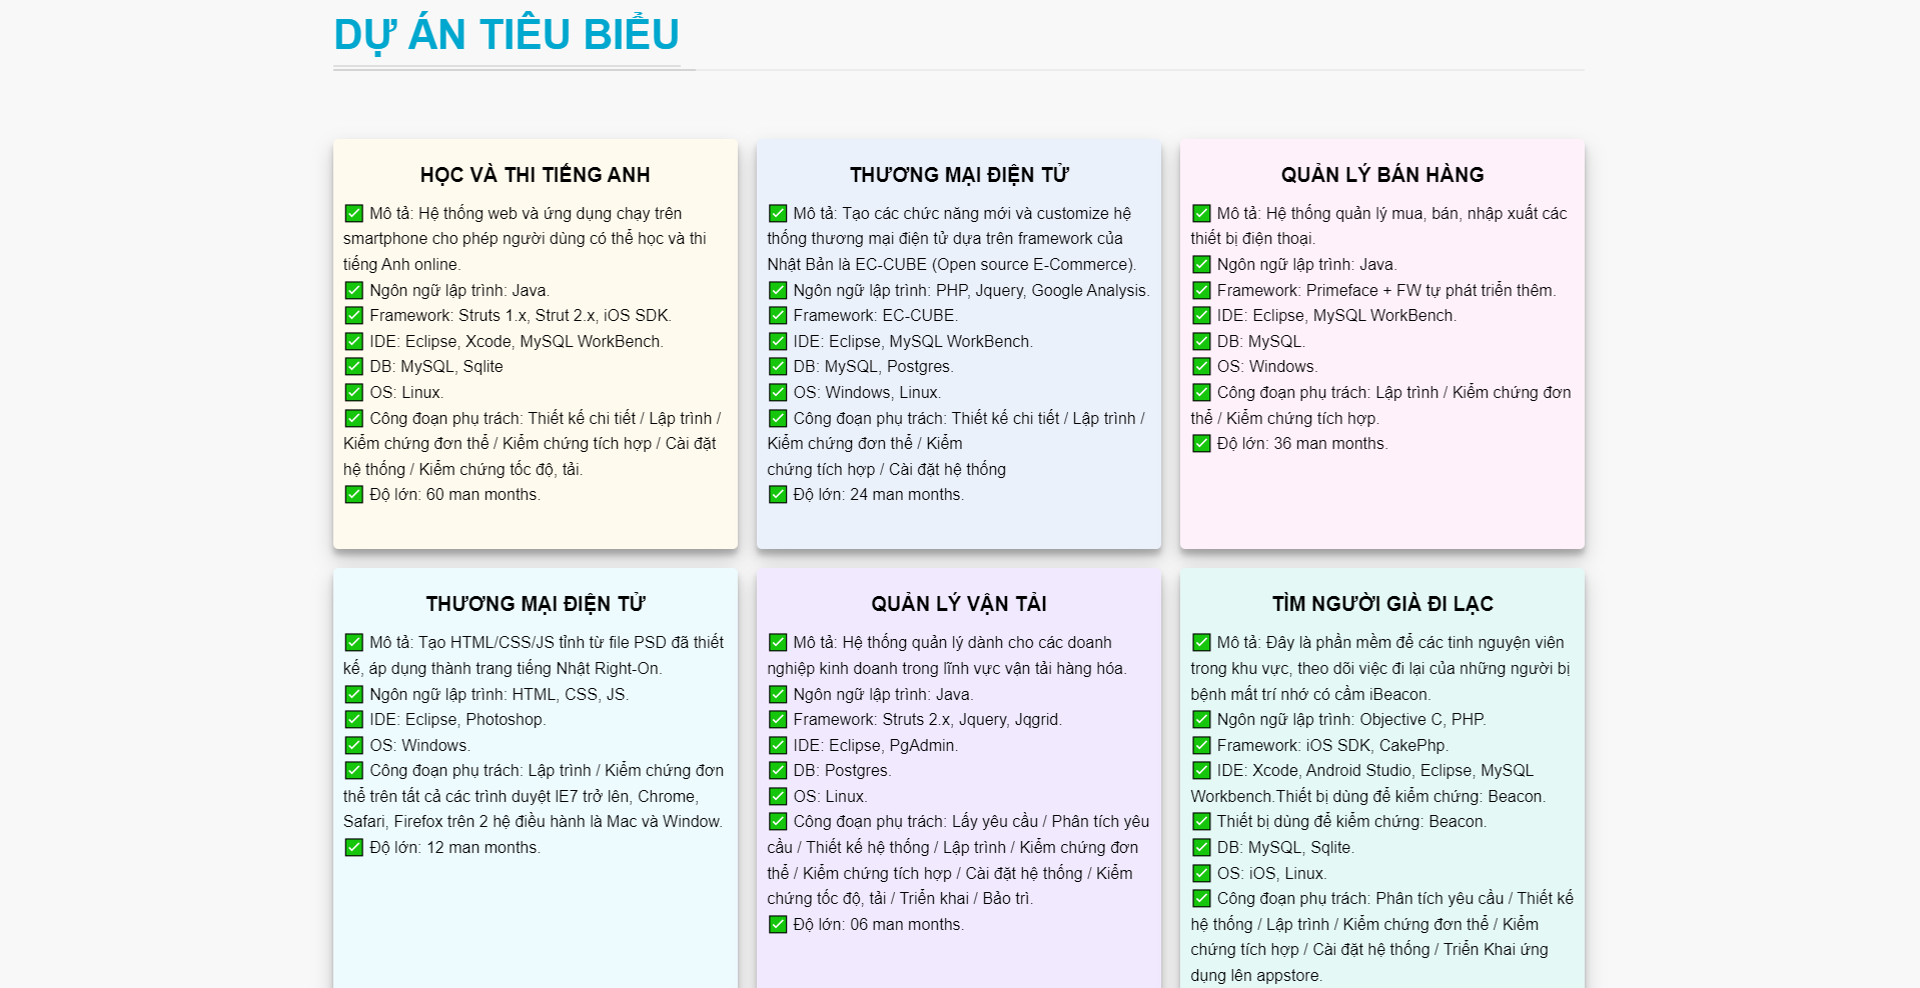 DỰ ÁN TIÊU BIỂU
HỌC VÀ THI TIẾNG ANH
Mô tả: Hệ thống web và ứng dụng chạy trên
smartphone cho phép người dùng có thể học và thi
tiếng Anh online.
Ngôn ngữ lập trình: Java.
Framework: Struts 1.x, Strut 2.x, iOS SDK.
IDE: Eclipse, Xcode, MySQL WorkBench.
DB: MySQL, Sqlite
OS: Linux.
Công đoạn phụ trách: Thiết kế chi tiết / Lập trình /
Kiểm chứng đơn thể / Kiểm chứng tích hợp / Cài đặt
hệ thống / Kiểm chứng tốc độ, tải.
Độ lớn: 60 man months.
THƯƠNG MẠI ĐIỆN TỬ
Mô tả: Tạo các chức năng mới và customize hệ
thống thương mại điện tử dựa trên framework của
Nhật Bản là EC-CUBE (Open source E-Commerce).
Ngôn ngữ lập trình: PHP, Jquery, Google Analysis.
Framework: EC-CUBE.
IDE: Eclipse, MySQL WorkBench.
DB: MySQL, Postgres.
OS: Windows, Linux.
Công đoạn phụ trách: Thiết kế chi tiết / Lập trình /
Kiểm chứng đơn thể / Kiểm
chứng tích hợp / Cài đặt hệ thống
Độ lớn: 24 man months.
QUẢN LÝ BÁN HÀNG
Mô tả: Hệ thống quản lý mua, bán, nhập xuất các
thiết bị điện thoại.
Ngôn ngữ lập trình: Java.
Framework: Primeface + FW tự phát triển thêm.
IDE: Eclipse, MySQL WorkBench.
DB: MySQL.
OS: Windows.
Công đoạn phụ trách: Lập trình / Kiểm chứng đơn
thể / Kiểm chứng tích hợp.
Độ lớn: 36 man months.
THƯƠNG MẠI ĐIỆN TỬ
Mô tả: Tạo HTML/CSS/JS tỉnh từ file PSD đã thiết
kế, áp dụng thành trang tiếng Nhật Right-On.
Ngôn ngữ lập trình: HTML, CSS, JS.
IDE: Eclipse, Photoshop.
OS: Windows.
Công đoạn phụ trách: Lập trình / Kiểm chứng đơn
thể trên tất cả các trình duyệt IE7 trở lên, Chrome,
Safari, Firefox trên 2 hệ điều hành là Mac và Window.
Độ lớn: 12 man months.
QUẢN LÝ VẬN TẢI
Mô tả: Hệ thống quản lý dành cho các doanh
nghiệp kinh doanh trong lĩnh vực vận tải hàng hóa.
Ngôn ngữ lập trình: Java.
Framework: Struts 2.x, Jquery, Jqgrid.
IDE: Eclipse, PgAdmin.
DB: Postgres.
OS: Linux.
Công đoạn phụ trách: Lấy yêu cầu / Phân tích yêu
cầu / Thiết kế hệ thống / Lập trình / Kiểm chứng đơn
thể / Kiểm chứng tích hợp / Cài đặt hệ thống / Kiểm
chứng tốc độ, tải / Triển khai / Bảo trì.
Độ lớn: 06 man months.
TÌM NGƯỜI GIÀ ĐI LẠC
Mô tả: Đây là phần mềm để các tinh nguyện viên
trong khu vực, theo dõi việc đi lại của những người bị
bệnh mất trí nhớ có cầm iBeacon.
Ngôn ngữ lập trình: Objective C, PHP.
Framework: iOS SDK, CakePhp.
IDE: Xcode, Android Studio, Eclipse, MySQL
Workbench.Thiết bị dùng để kiểm chứng: Beacon.
Thiết bị dùng để kiểm chứng: Beacon.
DB: MySQL, Sqlite.
OS: iOS, Linux.
Công đoạn phụ trách: Phân tích yêu cầu / Thiết kế
hệ thống / Lập trình / Kiểm chứng đơn thể / Kiểm
chứng tích hợp / Cài đặt hệ thống / Triển Khai ứng
dụng lên appstore.